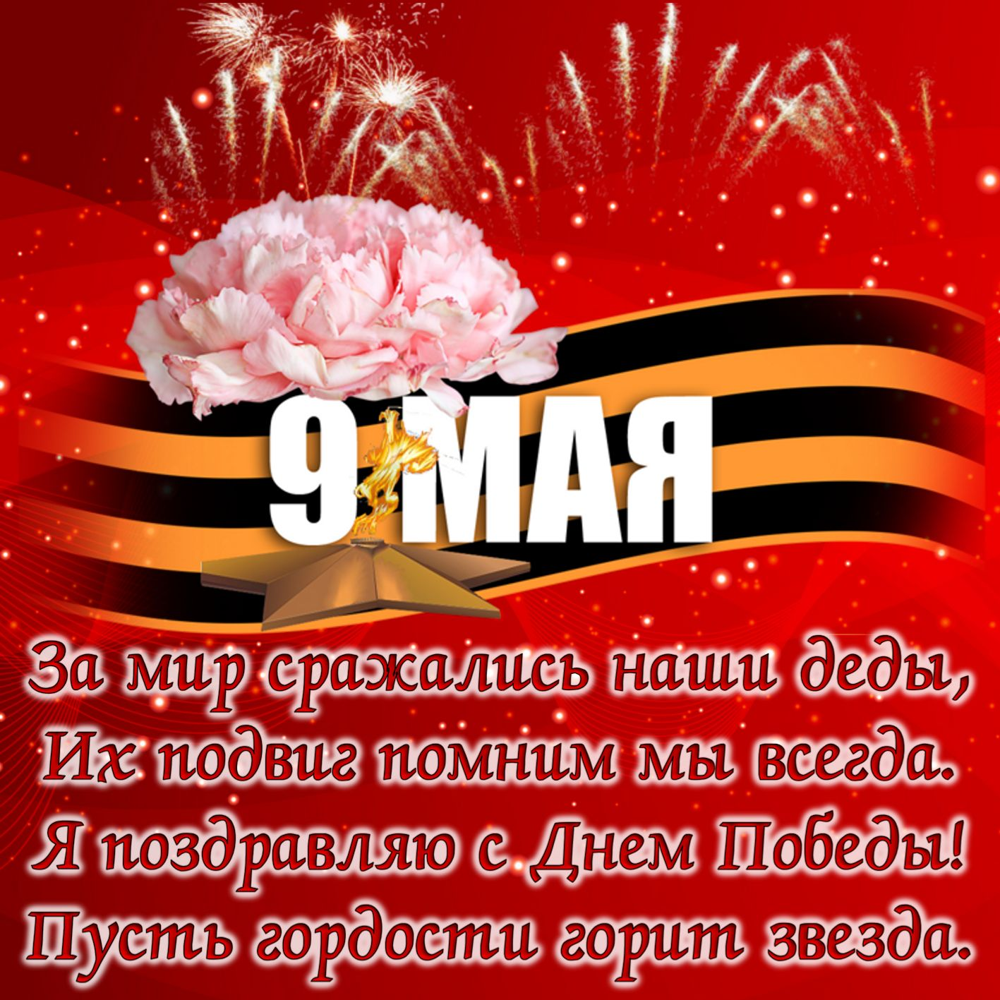 9 МАЯ
За мир сражались наши деды,
Их подвиг помним мы всегда.
Я поздравляю с Днем Победы!
Пусть гордости горит звезда.